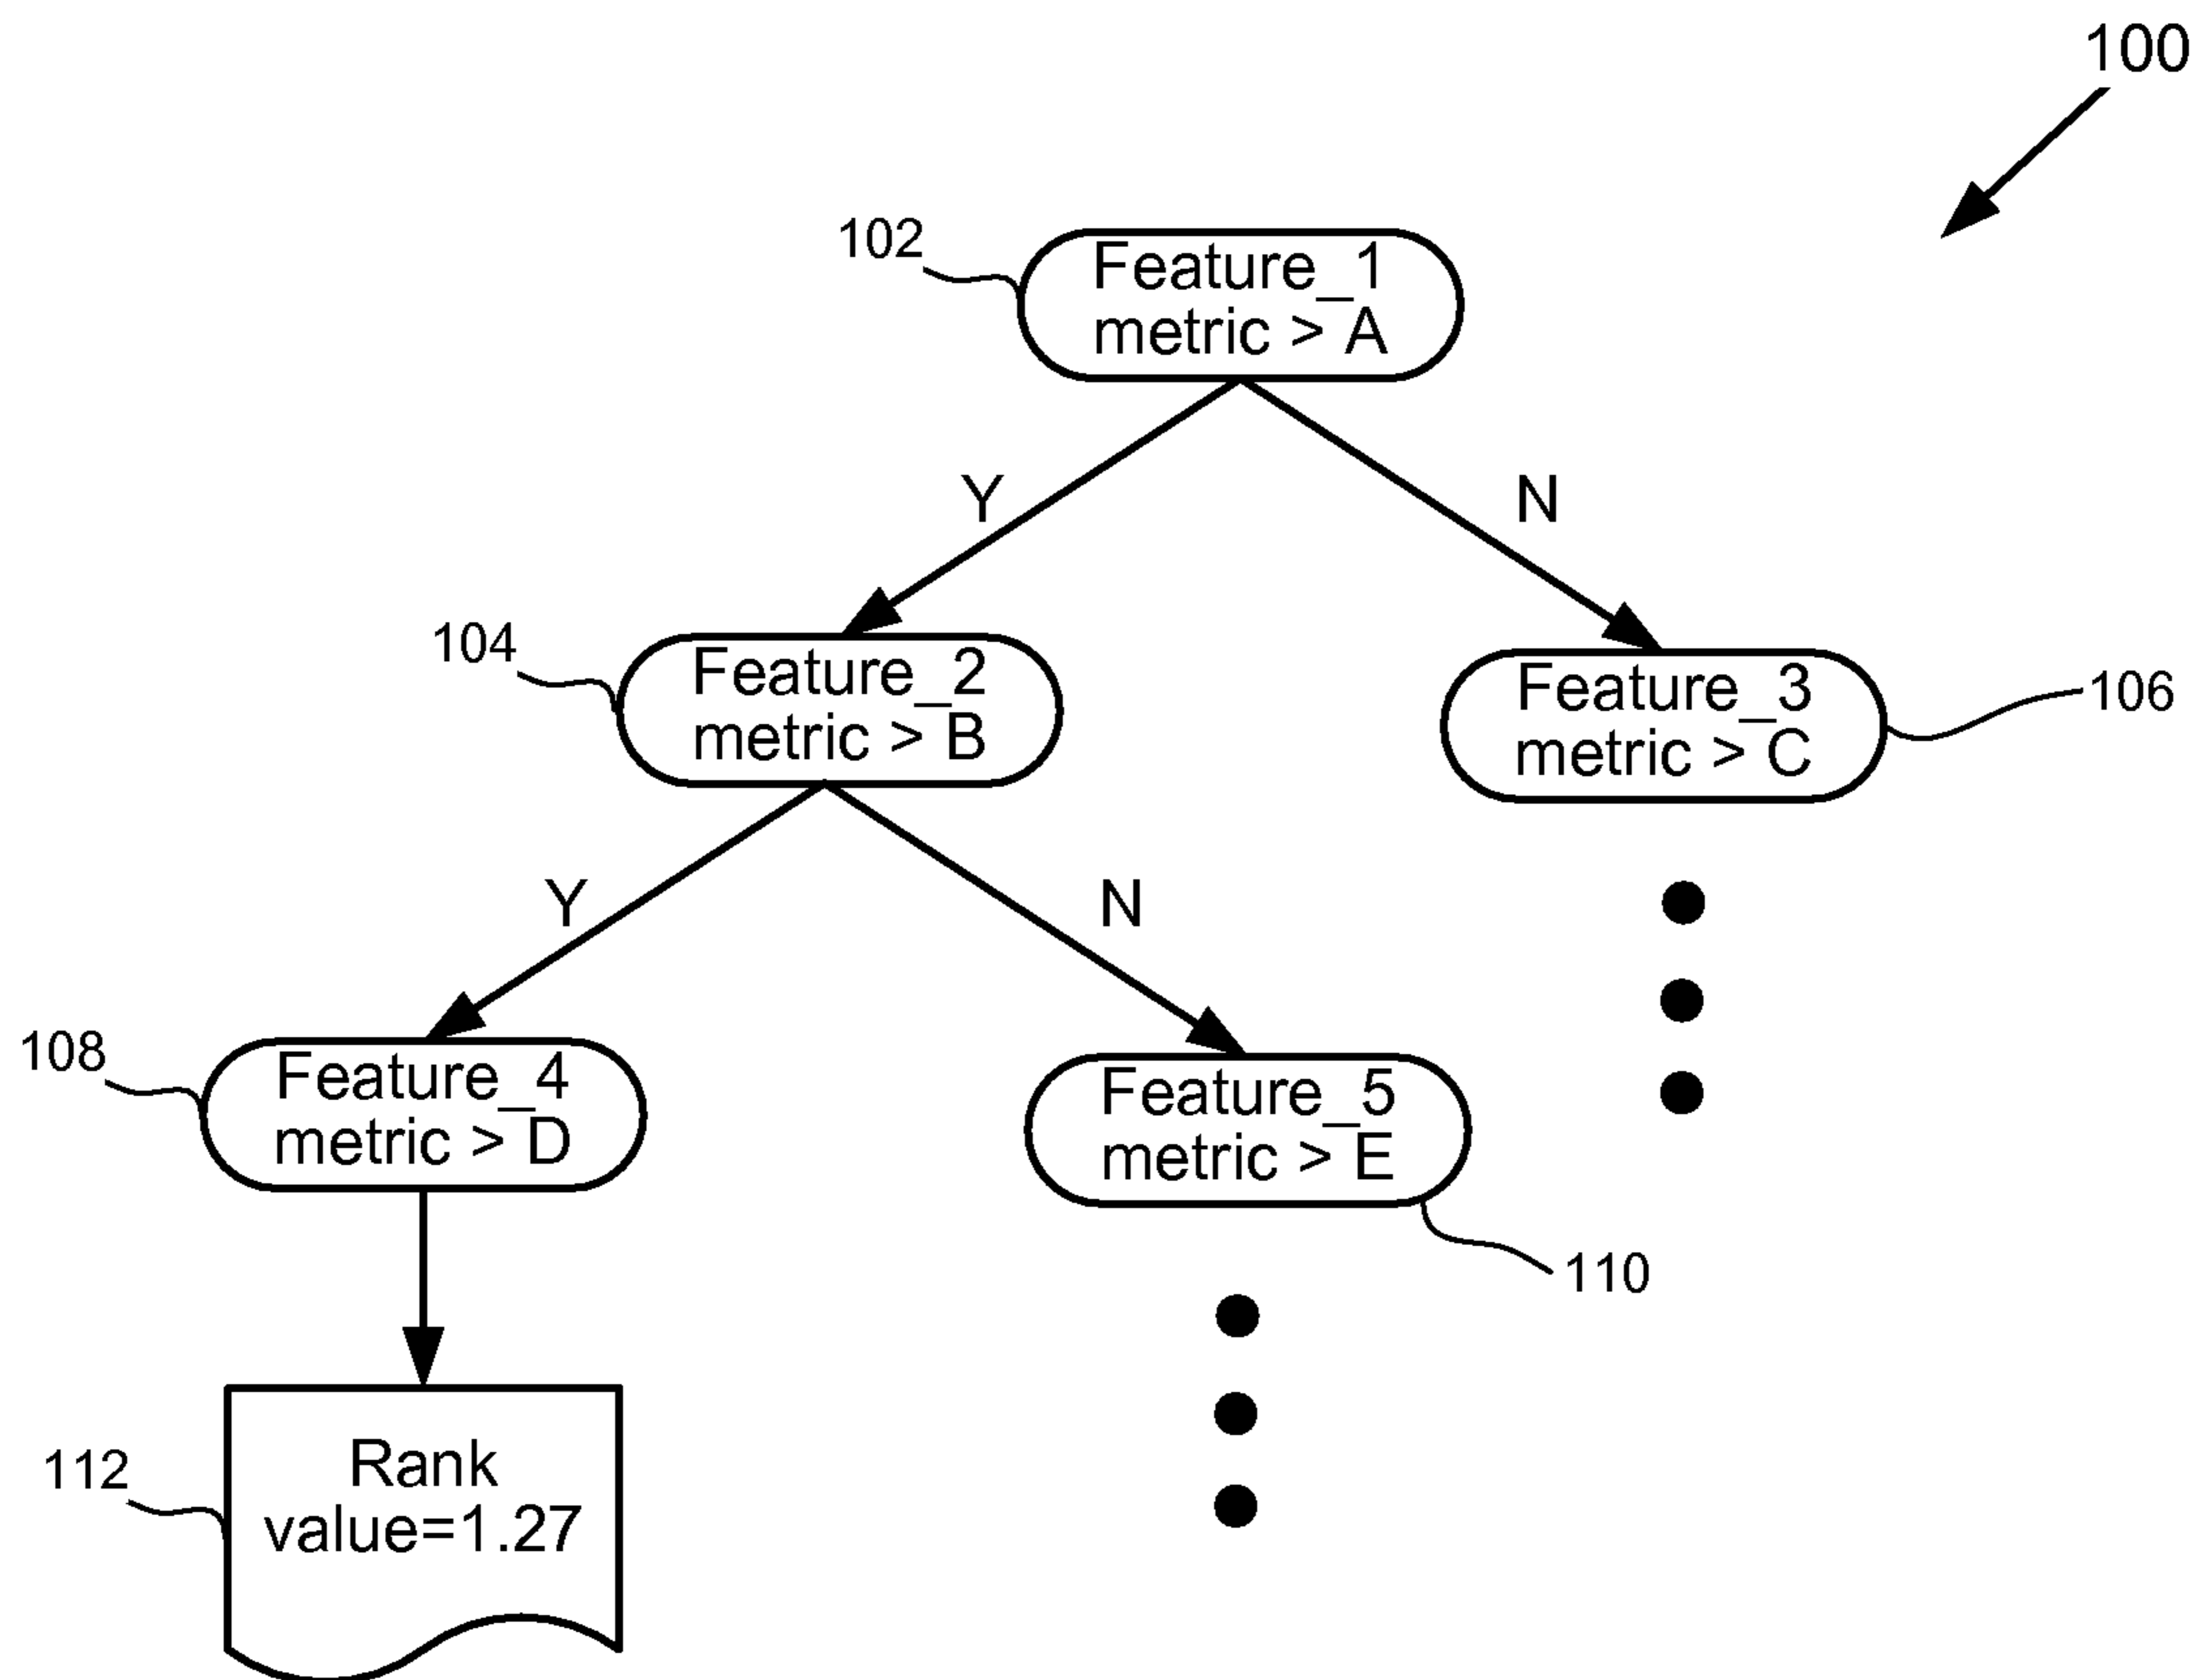 100
102
Feature_1
metric > A
Y
N
104
Feature_2
metric > B
Feature_3
metric > C
106
Y
N
108
Feature_4
metric > D
Feature_5
metric > E
110
112
Rank
value=1.27